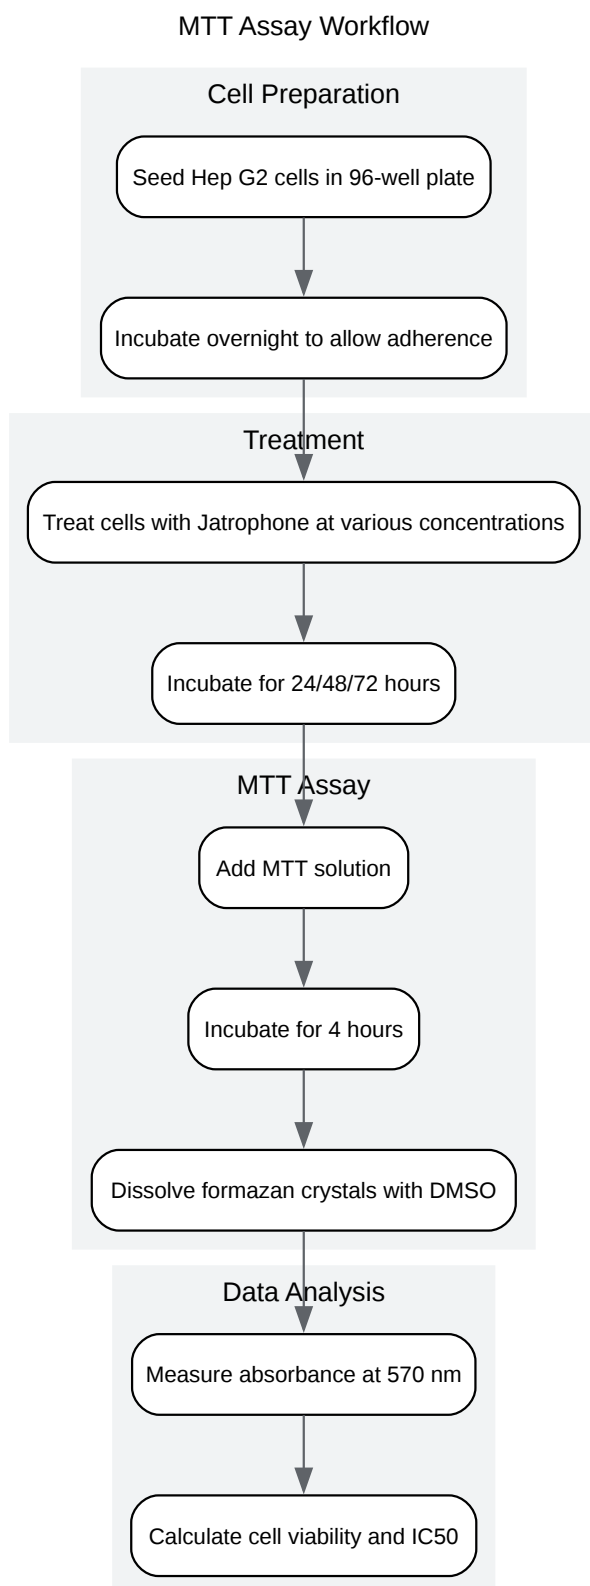 MTT Assay Workflow
Cell Preparation
Seed Hep G2 cells in 96-well plate
Incubate overnight to allow adherence
Treatment
Treat cells with Jatrophone at various concentrations
Incubate for 24/48/72 hours
MTT Assay
Add MTT solution
Incubate for 4 hours
Dissolve formazan crystals with DMSO
Data Analysis
Measure absorbance at 570 nm
Calculate cell viability and IC50